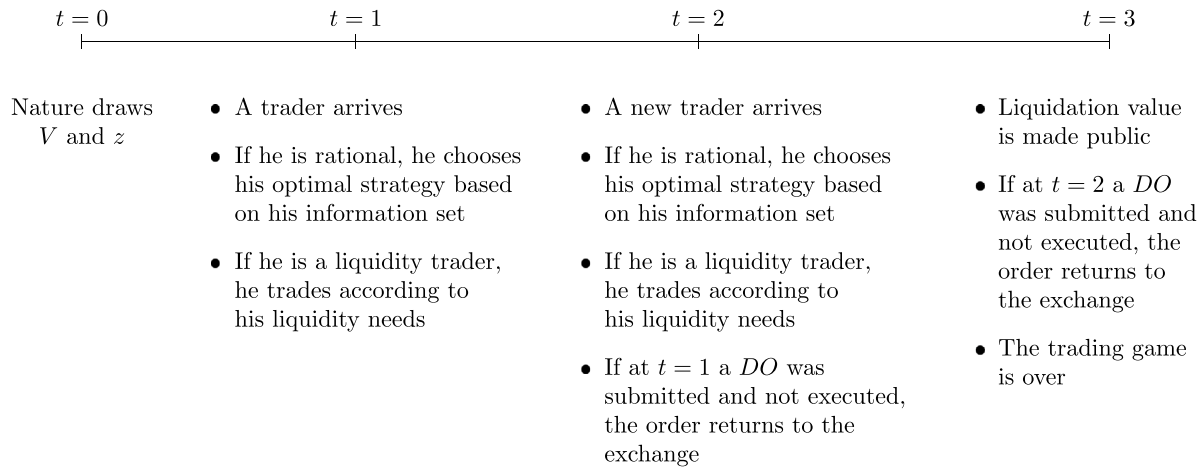 t = 0
t = 1
t = 2
t = 3
Nature draws
V and z
• A trader arrives
• If he is rational, he chooses
his optimal strategy based
on his information set
• If he is a liquidity trader,
he trades according to
his liquidity needs
• A new trader arrives
• If he is rational, he chooses
his optimal strategy based
on his information set
• If he is a liquidity trader,
he trades according to
his liquidity needs
• If at t = 1 a DO was
submitted and not executed,
the order returns to the
exchange
• Liquidation value
is made public
• If at t = 2 a DO
was submitted and
not executed, the
order returns to
the exchange
• The trading game
is over